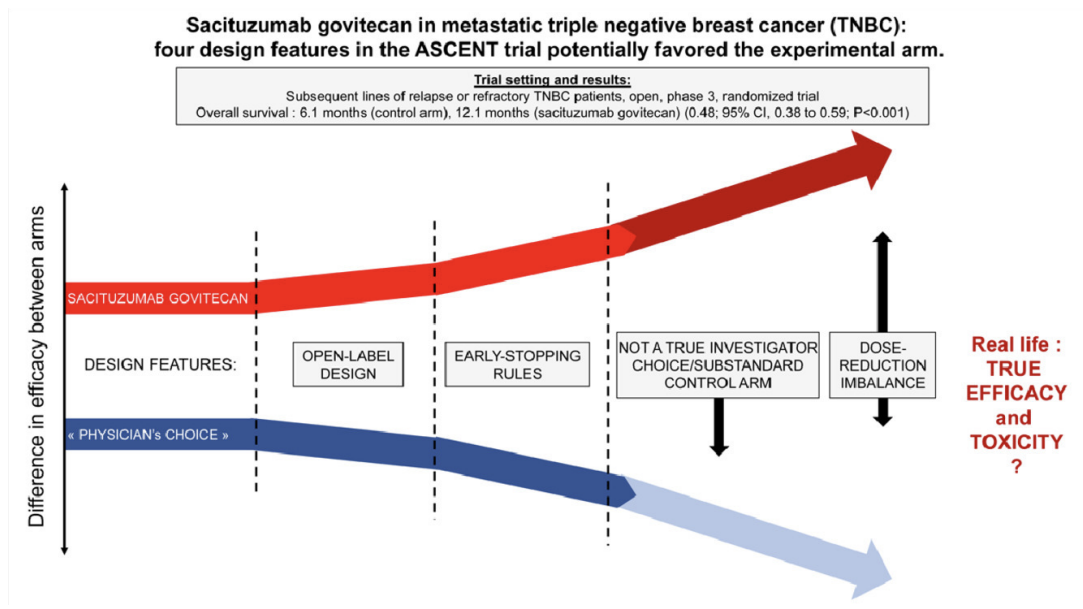 Sacituzumab govitecan in metastatic triple negative breast cancer (TNBC):
four design features in the ASCENT trial potentially favored the experimental arm.
Trial setting and results:
Subsequent lines of relapse or refractory TNBC patients, open, phase 3, randomized trial
Overall survival : 6.1 months (control arm), 12.1 months (sacituzumab govitecan) (0.48; 95% CI, 0.38 to 0.59; P<0.001)
Difference in efficacy between arms
SACITUZUMAB GOVITECAN
DESIGN FEATURES:
OPEN-LABEL
DESIGN
EARLY-STOPPING
RULES
NOT A TRUE INVESTIGATOR
CHOICE/SUBSTANDARD
CONTROL ARM
DOSE-
REDUCTION
IMBALANCE
Real life :
TRUE
EFFICACY
and
TOXICITY
?
« PHYSICIAN's CHOICE »